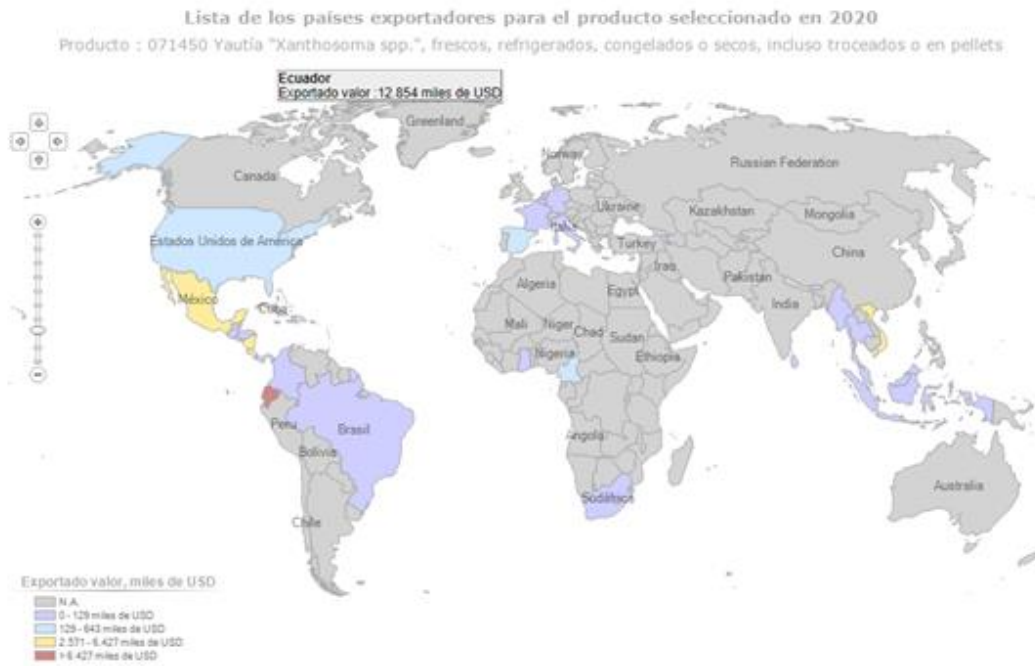 Lista de los países exportadores para el producto seleccionado en 2020
Producto : 071450 Yautía "Xanthosoma spp.", frescos, refrigerados, congelados o secos, incluso troceados o en pellets
Ecuador
Exportado valor :12.854 miles de USD
Greenland
Norway
Russian Federation
Canada
Ukraine
Kazakhstan
Mongolia
Italia
Estados Unidos de América
Turkey
China
Iraq
Pakistan
Algeria
Egypt
India
México
Cuba
Mali
Niger
Chad
Sudan
Nigeria
Ethiopia
Peru
Brasil
Angola
Bolivia
Australia
Sudáfrica
Chile
Exportado valor, miles de USD
N.A.
0 - 129 miles de USD
129 - 643 miles de USD
2.571 - 6.427 miles de USD
> 6.427 miles de USD